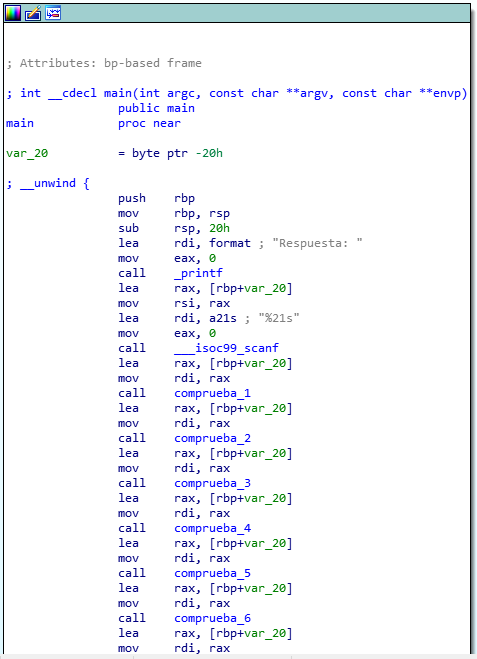 ; Attributes: bp-based frame
; int __cdecl main(int argc, const char **argv, const char **envp)
public main
main proc near
var_20 = byte ptr -20h
; __unwind {
push rbp
mov rbp, rsp
sub rsp, 20h
lea rdi, format ; "Respuesta: "
mov eax, 0
call _printf
lea rax, [rbp+var_20]
mov rsi, rax
lea rdi, a21s ; "%21s"
mov eax, 0
call ___isoc99_scanf
lea rax, [rbp+var_20]
mov rdi, rax
call comprueba_1
lea rax, [rbp+var_20]
mov rdi, rax
call comprueba_2
lea rax, [rbp+var_20]
mov rdi, rax
call comprueba_3
lea rax, [rbp+var_20]
mov rdi, rax
call comprueba_4
lea rax, [rbp+var_20]
mov rdi, rax
call comprueba_5
lea rax, [rbp+var_20]
mov rdi, rax
call comprueba_6
lea rax, [rbp+var_20]
mov rdi, rax